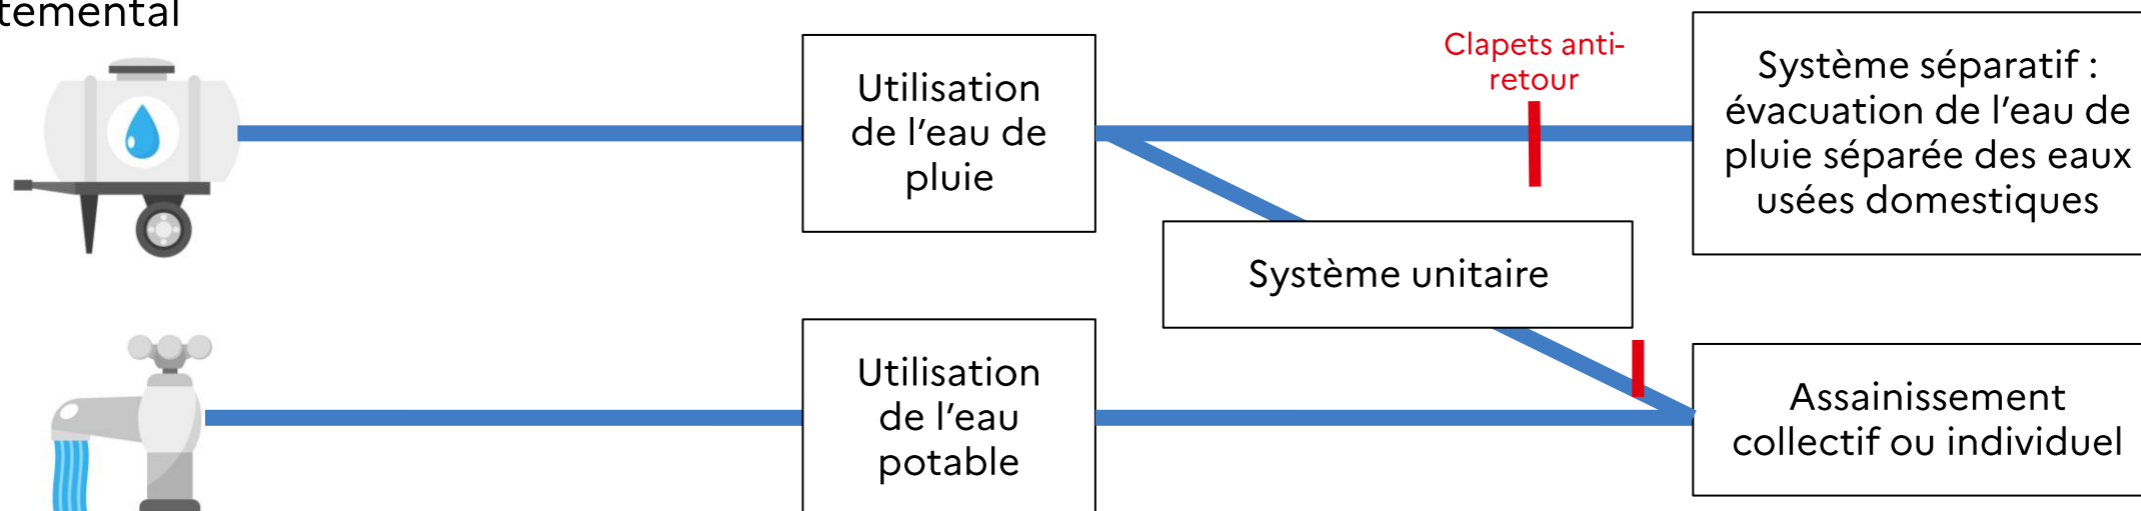 Utilisation
de l’eau de
pluie
Clapets anti-
retour
Système séparatif :
évacuation de l’eau de
pluie séparée des eaux
usées domestiques
Système unitaire
Utilisation
de l’eau
potable
Assainissement
collectif ou individuel